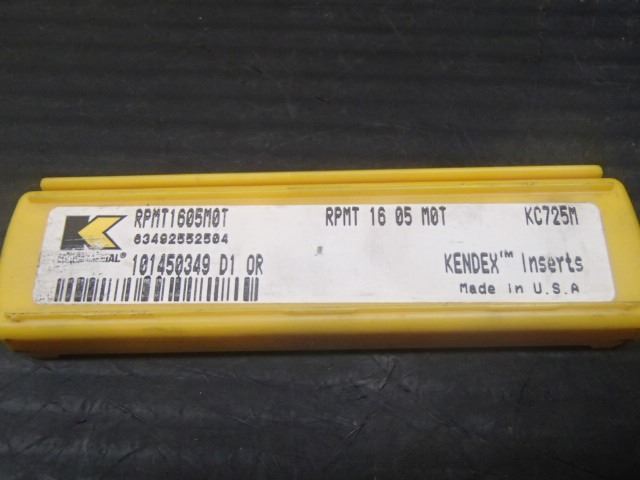 RPMT1605M0T RPMT 16 05 M0T KC725M
63492552504
101450349 D1 OR KENDEX™ Inserts
Made in U.S.A